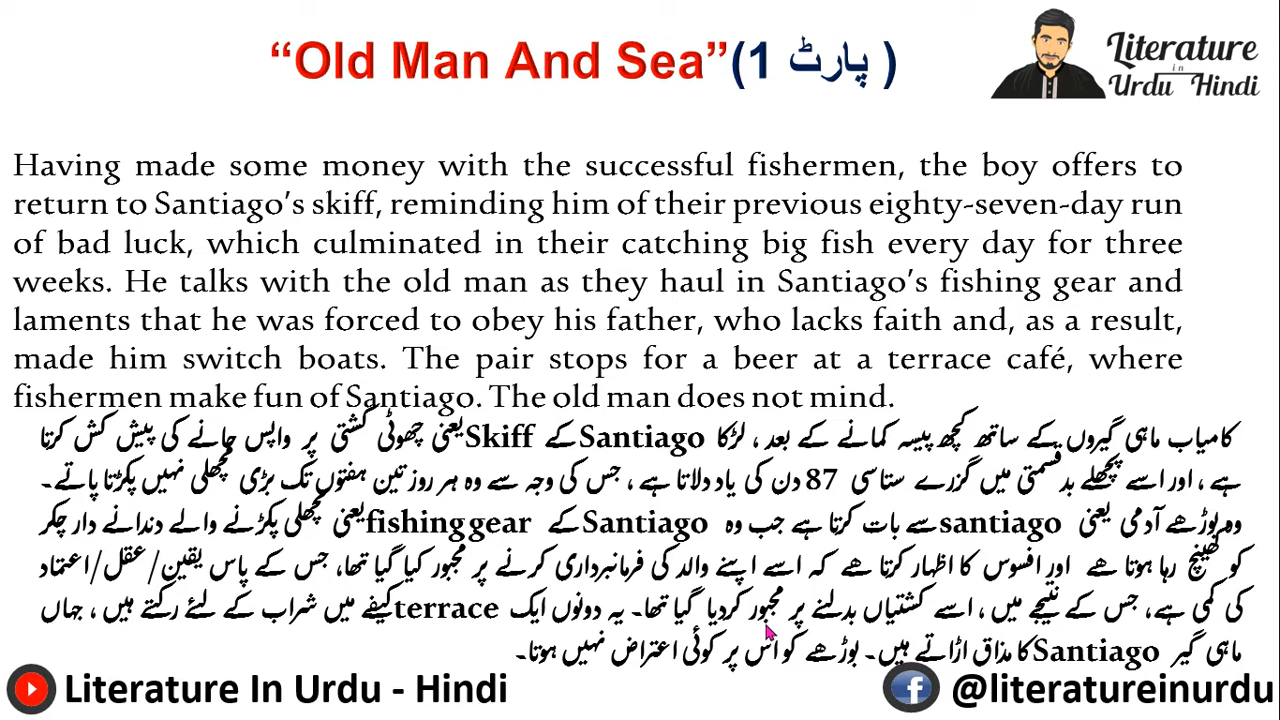 “Old Man And Sea”(پارٹ 1 )
Literature
in
Urdu Hindi
Having made some money with the successful fishermen, the boy offers to
return to Santiago’s skiff, reminding him of their previous eighty-seven-day run
of bad luck, which culminated in their catching big fish every day for three
weeks. He talks with the old man as they haul in Santiago’s fishing gear and
laments that he was forced to obey his father, who lacks faith and, as a result,
made him switch boats. The pair stops for a beer at a terrace café, where
fishermen make fun of Santiago. The old man does not mind.
کامیاب ماہی گیروں کے ساتھ کچھ پیسہ کمانے کے بعد، لڑکا Santiago کے Skiff یعنی چھوٹی کشتی پر واپس جانے کی پیش کش کرتا
ہے ، اور اسے پچھلے بدقسمتی میں گزرے ستاسی 87 دن کی یاد دلاتا ہے ، جس کی وجہ سے وہ ہر روز تین ہفتوں تک بڑی مچھلی نہیں پکڑتا پاتے۔
وہ بوڑھے آدمی یعنی santiago سے بات کرتا ہے جب وہ Santiago کے fishing gear یعنی مچھلی پکڑنے والے دندانے دار چکر
کو کھینچ رہا ہوتا ھے اور افسوس کا اظہار کرتا ھے کہ اسے اپنے والد کی فرمانبرداری کرنے پر مجبور کیا گیا تھا، جس کے پاس یقین/عقل/اعتماد
کی کمی ہے، جس کے نتیجے میں ، اسے کشتیاں بدلنے پر مجبور کردیا گیا تھا۔ یہ دونوں ایک terrace کیفے میں شراب کے لئے رکتے ہیں ، جہاں
ماہی گیر Santiago کا مذاق اڑاتے ہیں۔ بوڑھے کو اس پر کوئی اعتراض نہیں ہوتا۔
Literature In Urdu - Hindi
@literatureinurdu